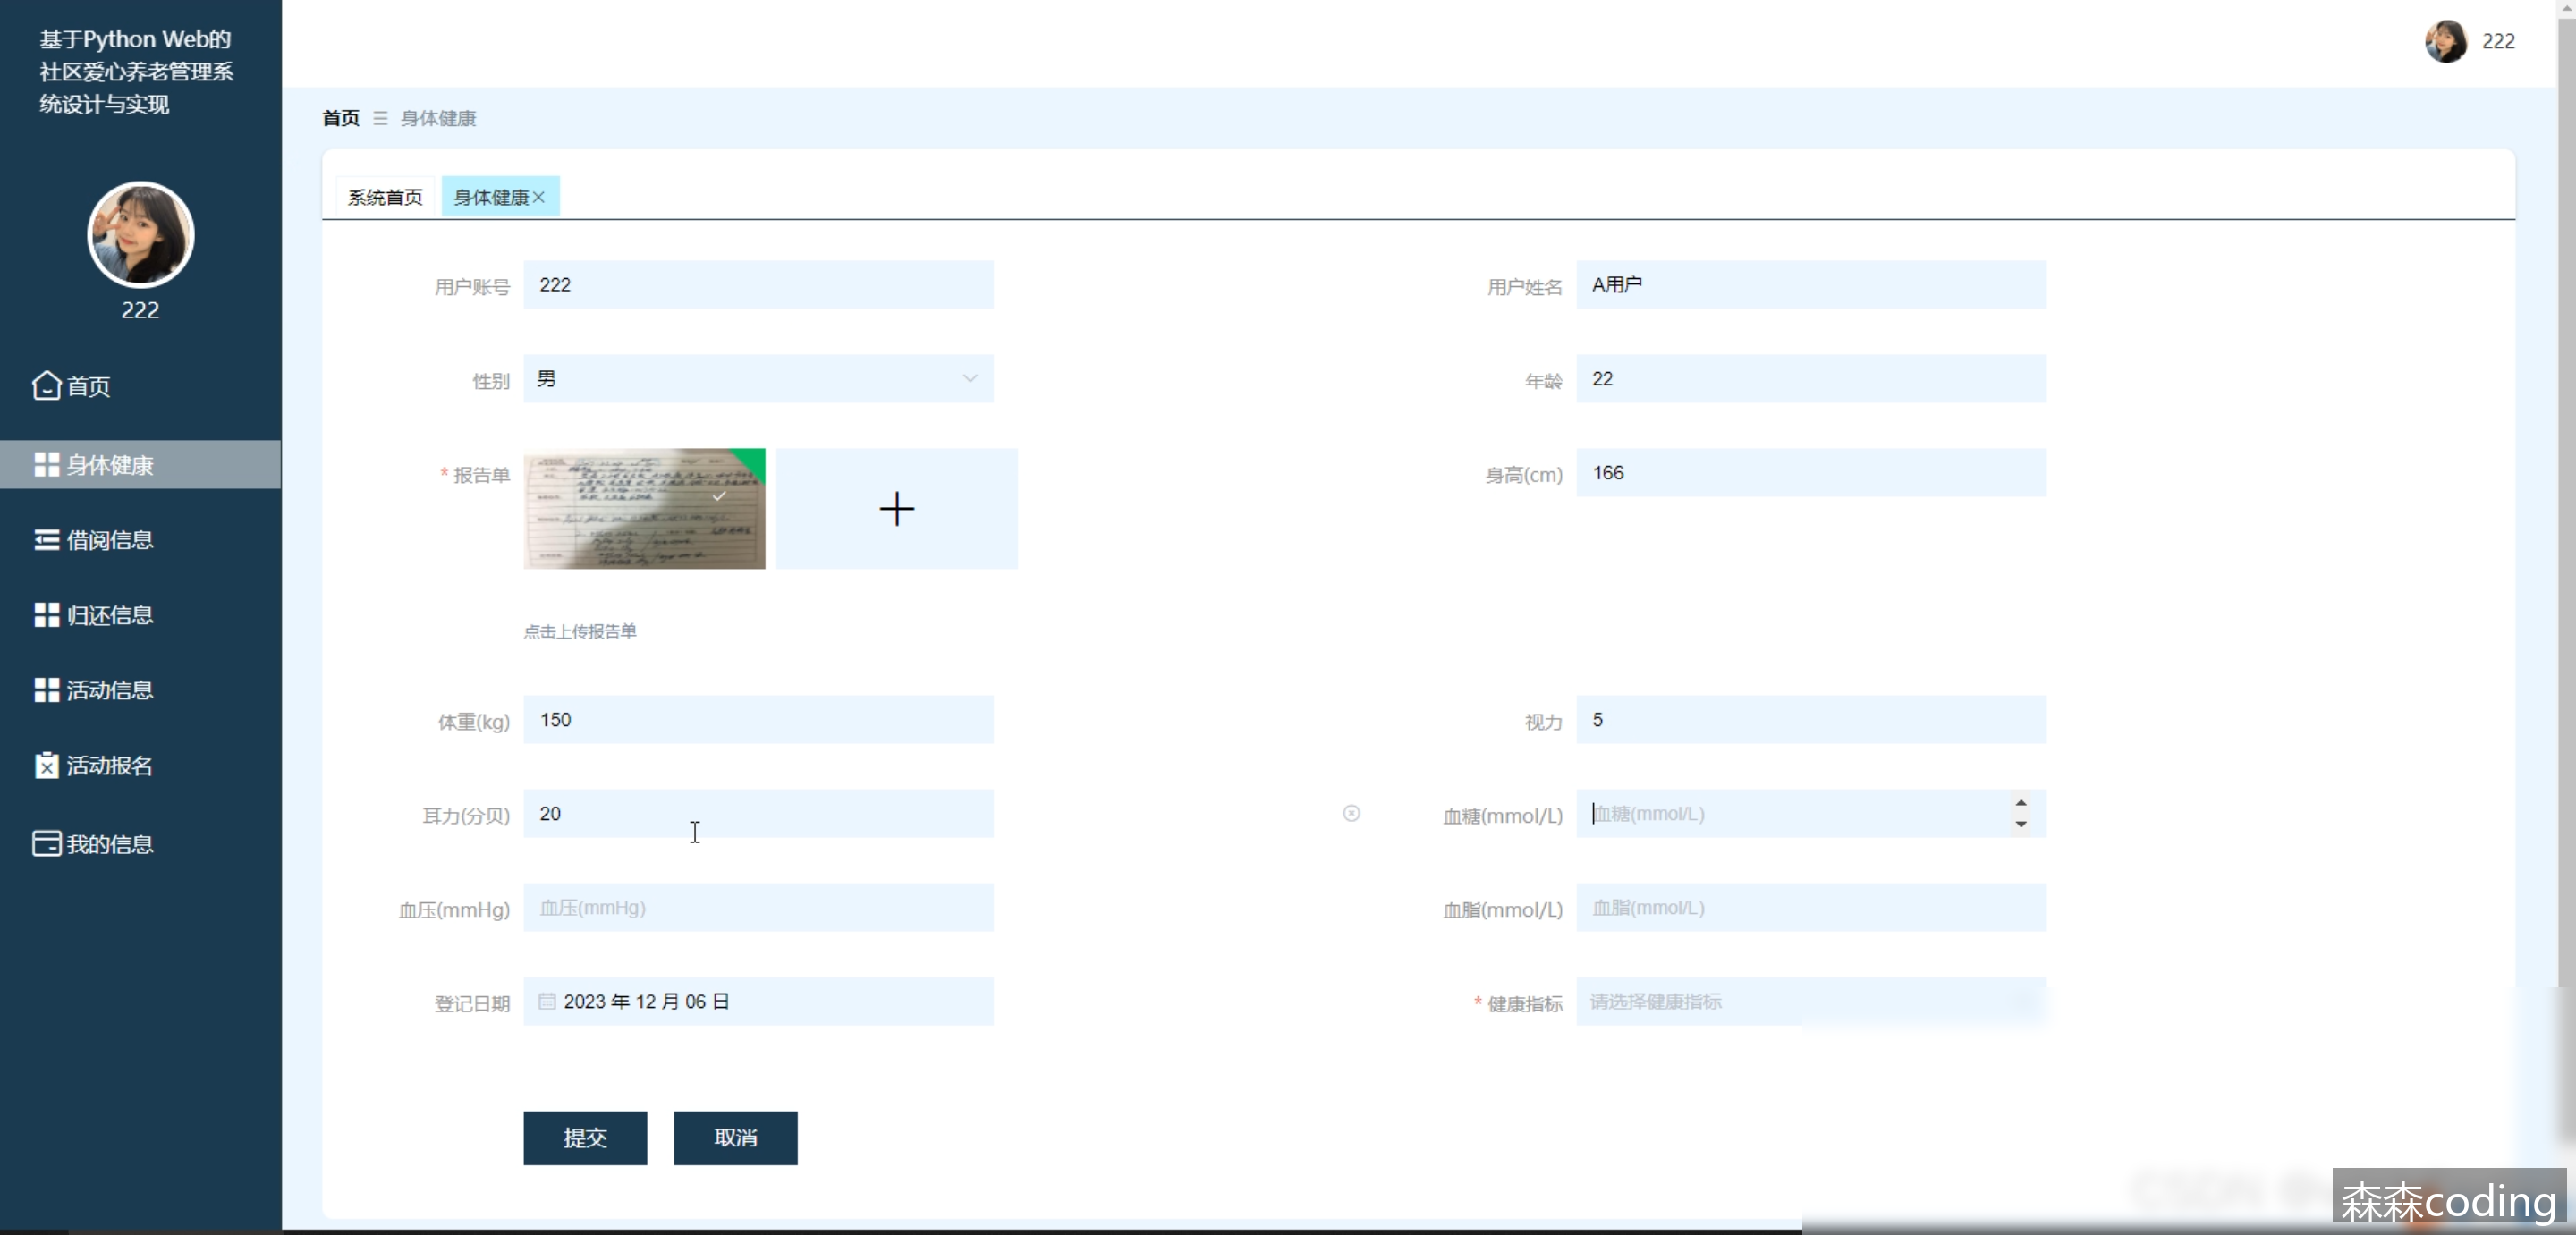 基于Python Web的
社区爱心养老管理系
统设计与实现
222
222
首页
身体健康
借阅信息
归还信息
活动信息
活动报名
我的信息
首页 身体健康
系统首页 身体健康
用户账号 222 用户姓名 A用户
性别 男 年龄 22
* 报告单 身高(cm) 166
点击上传报告单
体重(kg) 150 视力 5
耳力(分贝) 20 血糖(mmol/L) 血糖(mmol/L)
血压(mmHg) 血压(mmHg) 血脂(mmol/L) 血脂(mmol/L)
登记日期 2023 年 12 月 06 日 * 健康指标 请选择健康指标
提交 取消
森森coding